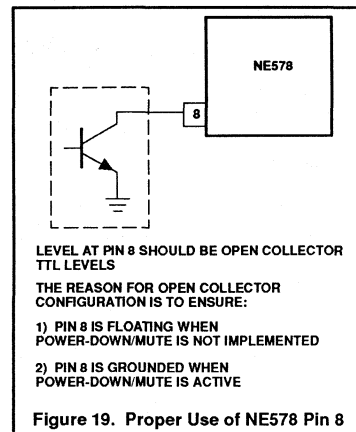 NE578
8
LEVEL AT PIN 8 SHOULD BE OPEN COLLECTOR
TTL LEVELS
THE REASON FOR OPEN COLLECTOR
CONFIGURATION IS TO ENSURE:
1) PIN 8 IS FLOATING WHEN
POWER-DOWN/MUTE IS NOT IMPLEMENTED
2) PIN 8 IS GROUNDED WHEN
POWER-DOWN/MUTE IS ACTIVE
Figure 19. Proper Use of NE578 Pin 8